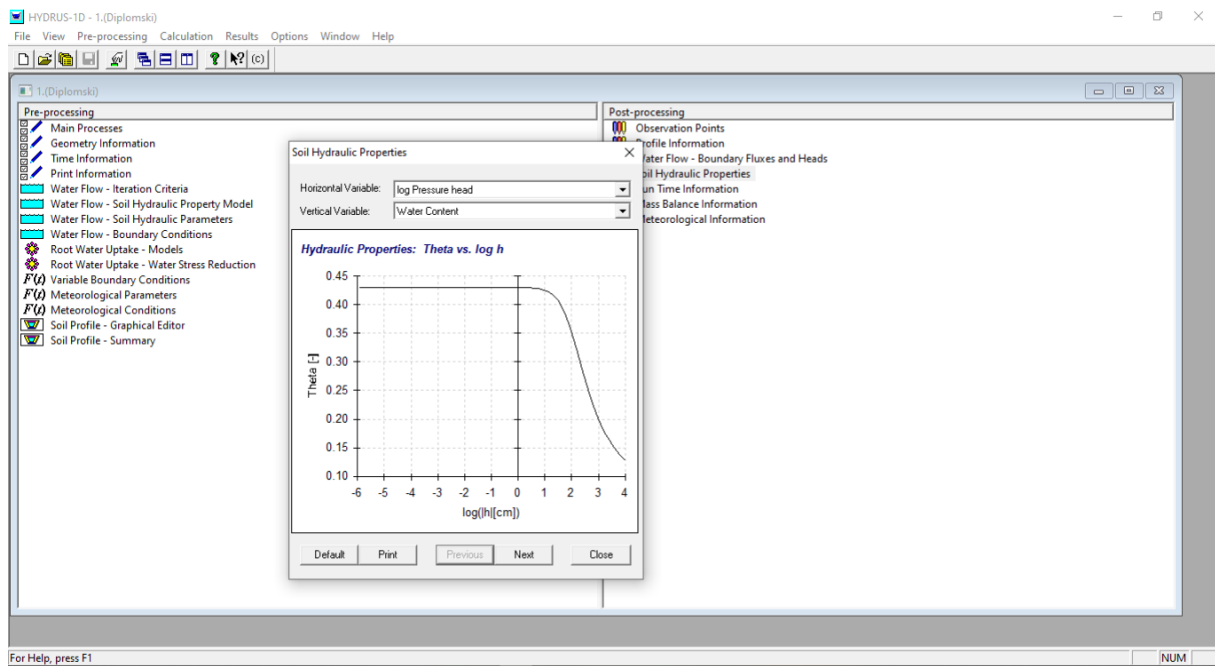 HYDRUS-1D - 1.(Diplomski)
File View Pre-processing Calculation Results Options Window Help
(c)
1.(Diplomski)
Pre-processing
Main Processes
Geometry Information
Time Information
Print Information
Water Flow - Iteration Criteria
Water Flow - Soil Hydraulic Property Model
Water Flow - Soil Hydraulic Parameters
Water Flow - Boundary Conditions
Root Water Uptake - Models
Root Water Uptake - Water Stress Reduction
F(t) Variable Boundary Conditions
F(t) Meteorological Parameters
F(t) Meteorological Conditions
Soil Profile - Graphical Editor
Soil Profile - Summary
Soil Hydraulic Properties
Horizontal Variable: log Pressure head
Vertical Variable: Water Content
Hydraulic Properties: Theta vs. log h
Theta [-]
0.45
0.40
0.35
0.30
0.25
0.20
0.15
0.10
-6 -5 -4 -3 -2 -1 0 1 2 3 4
log(|h|[cm])
Default Print Previous Next Close
Post-processing
Observation Points
rofile Information
ater Flow - Boundary Fluxes and Heads
oil Hydraulic Properties
un Time Information
ass Balance Information
eteorological Information
For Help, press F1
NUM